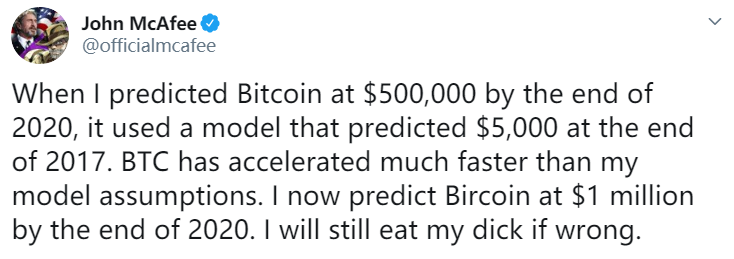 John McAfee
@officialmcafee
When I predicted Bitcoin at $500,000 by the end of
2020, it used a model that predicted $5,000 at the end
of 2017. BTC has accelerated much faster than my
model assumptions. I now predict Bircoin at $1 million
by the end of 2020. I will still eat my dick if wrong.